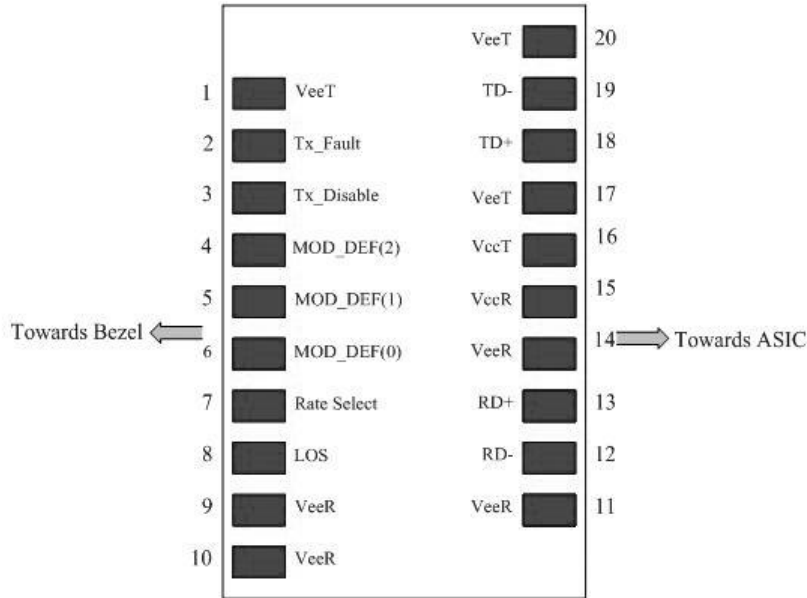 VeeT 20
1 VeeT TD- 19
2 Tx_Fault TD+ 18
3 Tx_Disable VeeT 17
4 MOD_DEF(2) VccT 16
5 MOD_DEF(1) VccR 15
Towards Bezel
6 MOD_DEF(0) VeeR 14
Towards ASIC
7 Rate Select RD+ 13
8 LOS RD- 12
9 VeeR VeeR 11
10 VeeR